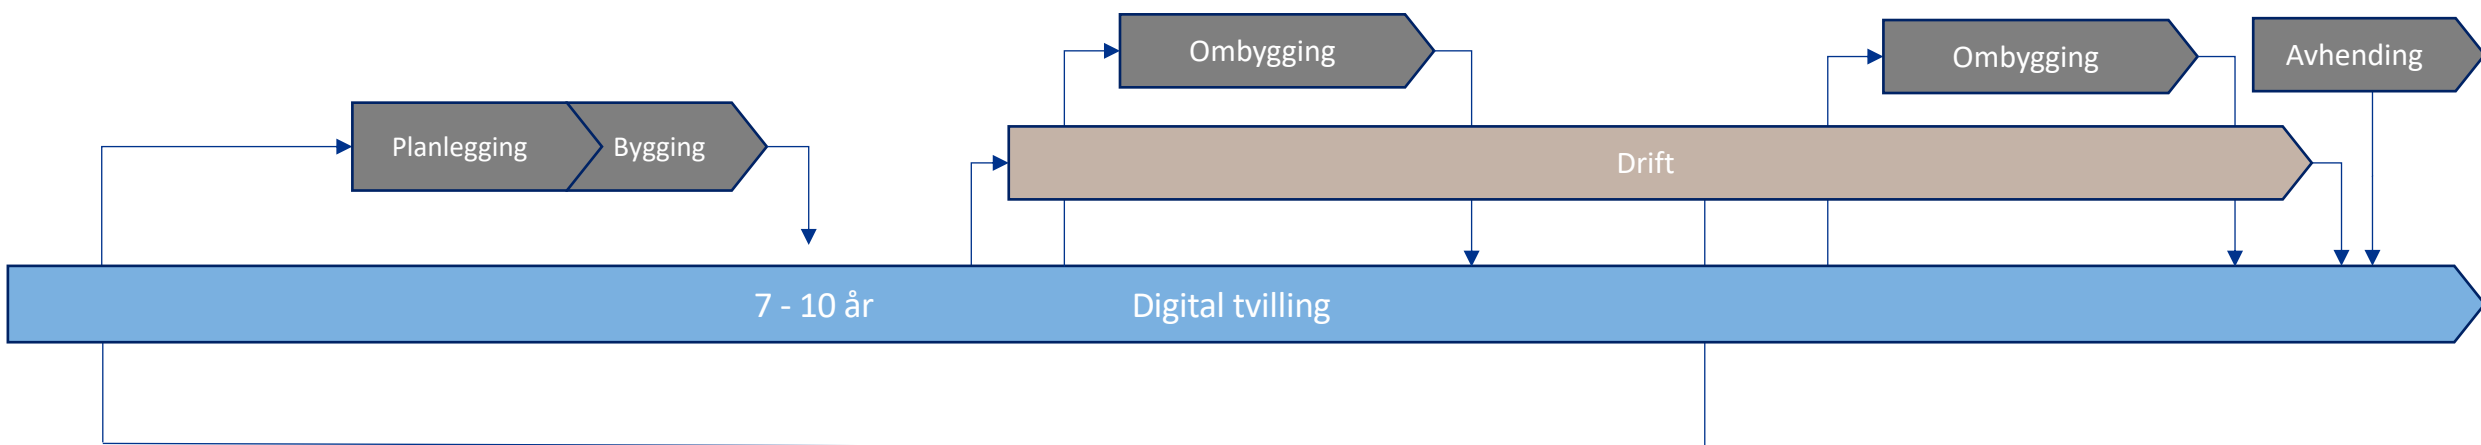 Ombygging
Ombygging
Avhending
Planlegging
Bygging
Drift
7 - 10 år
Digital tvilling